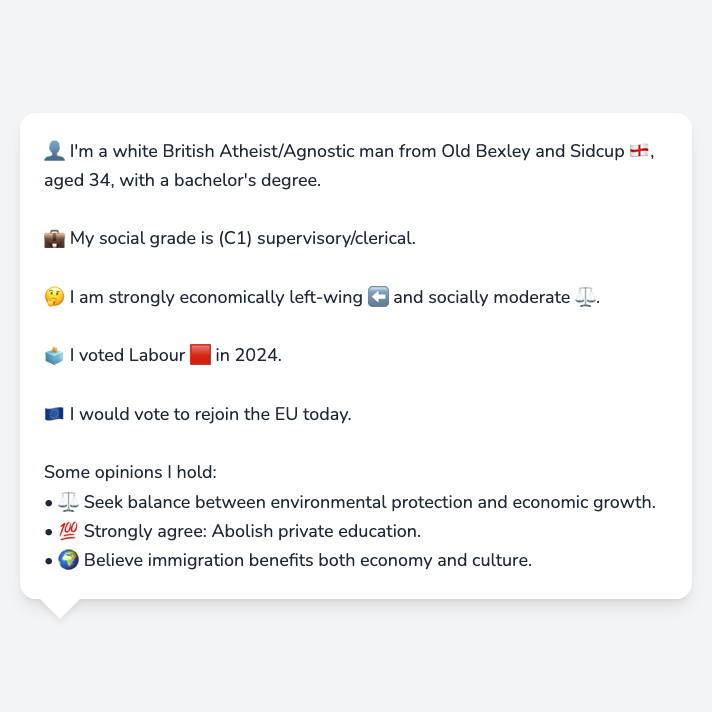 👤 I'm a white British Atheist/Agnostic man from Old Bexley and Sidcup 🏴󠁧󠁢󠁥󠁮󠁧󠁿,
aged 34, with a bachelor's degree.
💼 My social grade is (C1) supervisory/clerical.
🤔 I am strongly economically left-wing ⬅️ and socially moderate ⚖️.
🗳️ I voted Labour 🟥 in 2024.
🇪🇺 I would vote to rejoin the EU today.
Some opinions I hold:
• ⚖️ Seek balance between environmental protection and economic growth.
• 💯 Strongly agree: Abolish private education.
• 🌍 Believe immigration benefits both economy and culture.